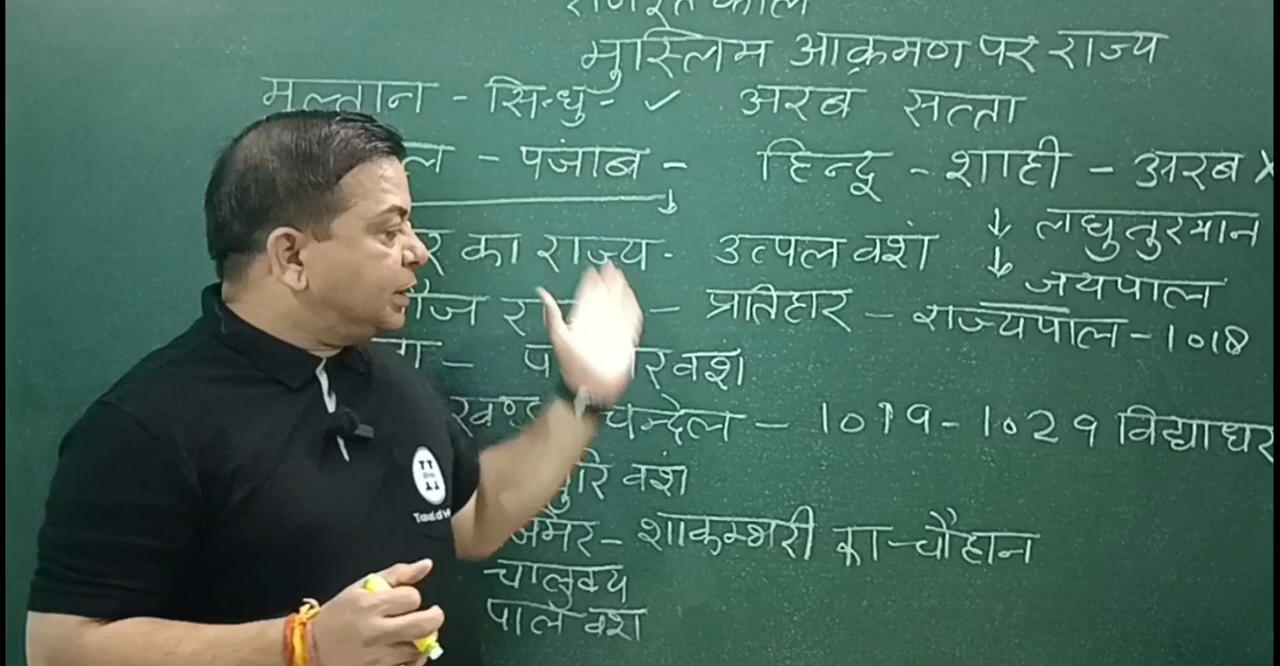 मुस्लिम आक्रमण पर राज्य
मुल्तान - सिन्धु - ✓ अरब सत्ता
ल - पंजाब - हिन्दू - शाही - अरब X
↓ लघुतुरमान
र का राज्य - उत्पल वंश
↓ जयपाल
प्रतिहार - राज्यपाल - 1018
र वंश
चन्देल - 1019 - 1029 विद्याधर
रि वंश
जमेर - शाकम्भरी का चौहान
चालुक्य
पाल वंश